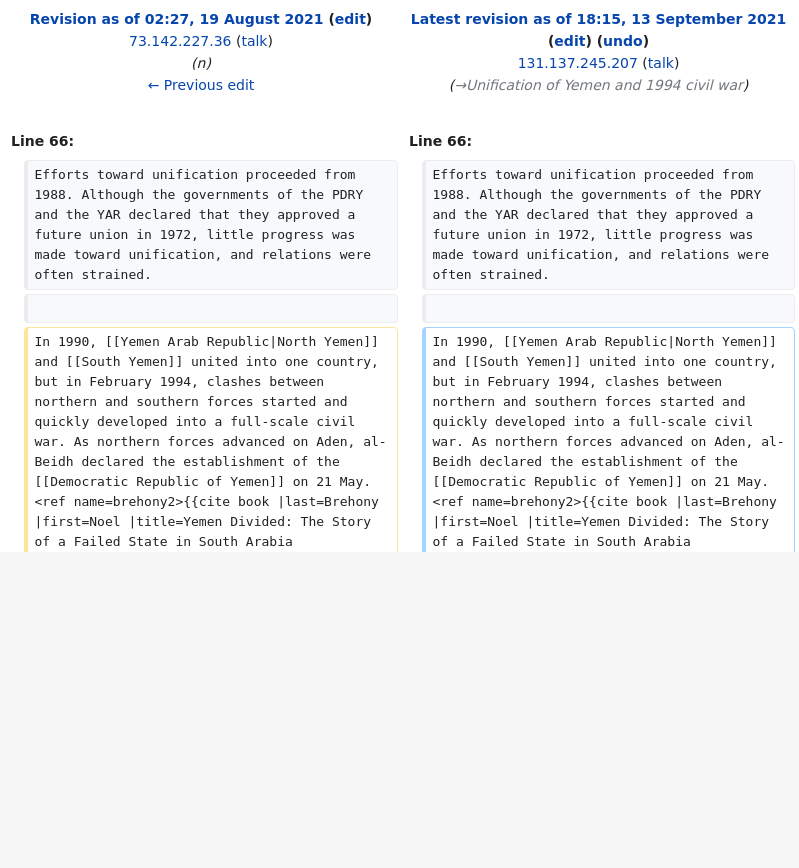 Revision as of 02:27, 19 August 2021 (edit)
73.142.227.36 (talk)
(n)
← Previous edit
Latest revision as of 18:15, 13 September 2021
(edit) (undo)
131.137.245.207 (talk)
(→Unification of Yemen and 1994 civil war)
Line 66:
Efforts toward unification proceeded from
1988. Although the governments of the PDRY
and the YAR declared that they approved a
future union in 1972, little progress was
made toward unification, and relations were
often strained.
In 1990, [[Yemen Arab Republic|North Yemen]]
and [[South Yemen]] united into one country,
but in February 1994, clashes between
northern and southern forces started and
quickly developed into a full-scale civil
war. As northern forces advanced on Aden, al-
Beidh declared the establishment of the
[[Democratic Republic of Yemen]] on 21 May.
<ref name=brehony2>{{cite book |last=Brehony
|first=Noel |title=Yemen Divided: The Story
of a Failed State in South Arabia
Line 66:
Efforts toward unification proceeded from
1988. Although the governments of the PDRY
and the YAR declared that they approved a
future union in 1972, little progress was
made toward unification, and relations were
often strained.
In 1990, [[Yemen Arab Republic|North Yemen]]
and [[South Yemen]] united into one country,
but in February 1994, clashes between
northern and southern forces started and
quickly developed into a full-scale civil
war. As northern forces advanced on Aden, al-
Beidh declared the establishment of the
[[Democratic Republic of Yemen]] on 21 May.
<ref name=brehony2>{{cite book |last=Brehony
|first=Noel |title=Yemen Divided: The Story
of a Failed State in South Arabia